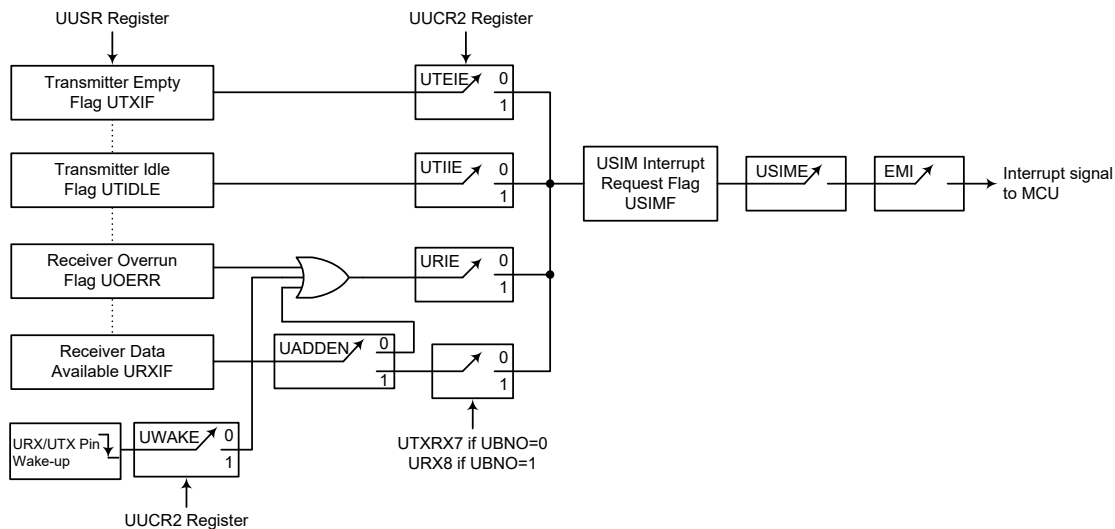 UUSR Register
UUCR2 Register
Transmitter Empty
Flag UTXIF
UTEIE
0
1
Transmitter Idle
Flag UTIDLE
UTIIE
0
1
USIM Interrupt
Request Flag
USIMF
USIME
EMI
Interrupt signal
to MCU
Receiver Overrun
Flag UOERR
URIE
0
1
Receiver Data
Available URXIF
UADDEN
0
1
0
1
UTXRX7 if UBNO=0
URX8 if UBNO=1
URX/UTX Pin
Wake-up
UWAKE
0
1
UUCR2 Register